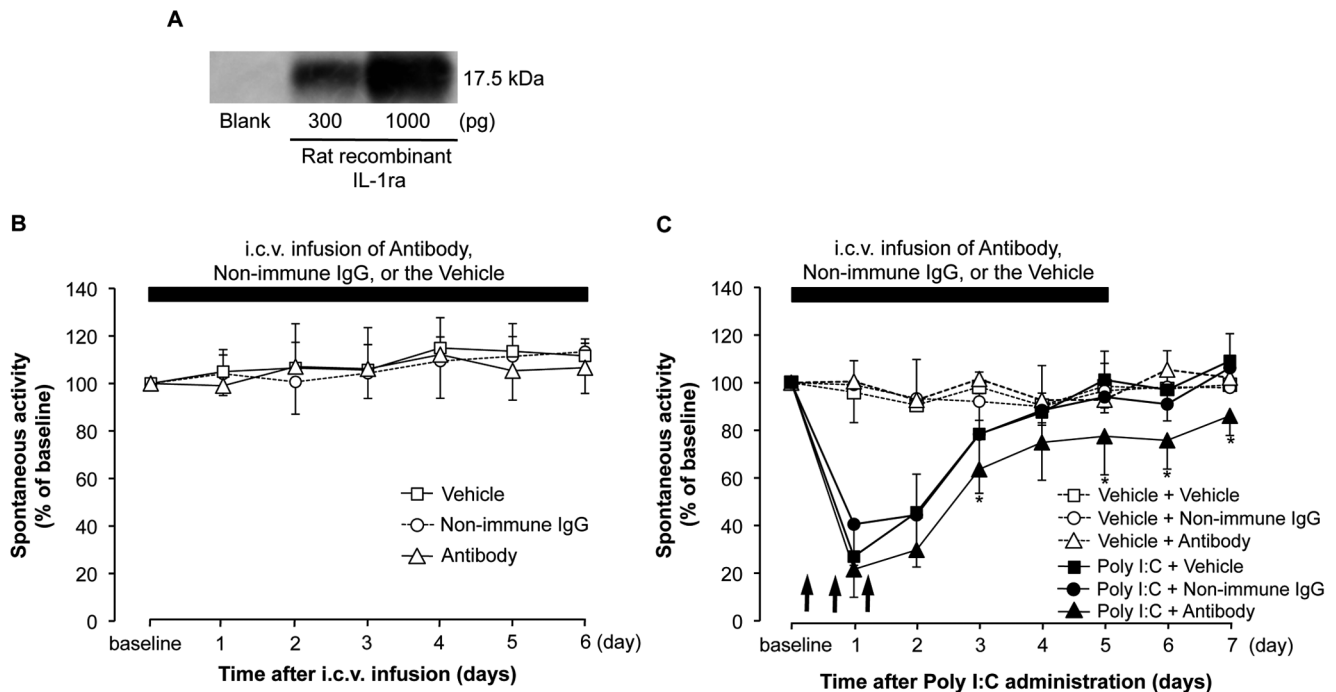 A
17.5 kDa
Blank 300 1000 (pg)
Rat recombinant
IL-1ra
B
i.c.v. infusion of Antibody,
Non-immune IgG, or the Vehicle
140
120
100
80
60
40
20
0
Spontaneous activity
(% of baseline)
Vehicle
Non-immune IgG
Antibody
baseline 1 2 3 4 5 6 (day)
Time after i.c.v. infusion (days)
C
i.c.v. infusion of Antibody,
Non-immune IgG, or the Vehicle
140
120
100
80
60
40
20
0
Spontaneous activity
(% of baseline)
* * * *
Vehicle + Vehicle
Vehicle + Non-immune IgG
Vehicle + Antibody
Poly I:C + Vehicle
Poly I:C + Non-immune IgG
Poly I:C + Antibody
baseline 1 2 3 4 5 6 7 (day)
Time after Poly I:C administration (days)